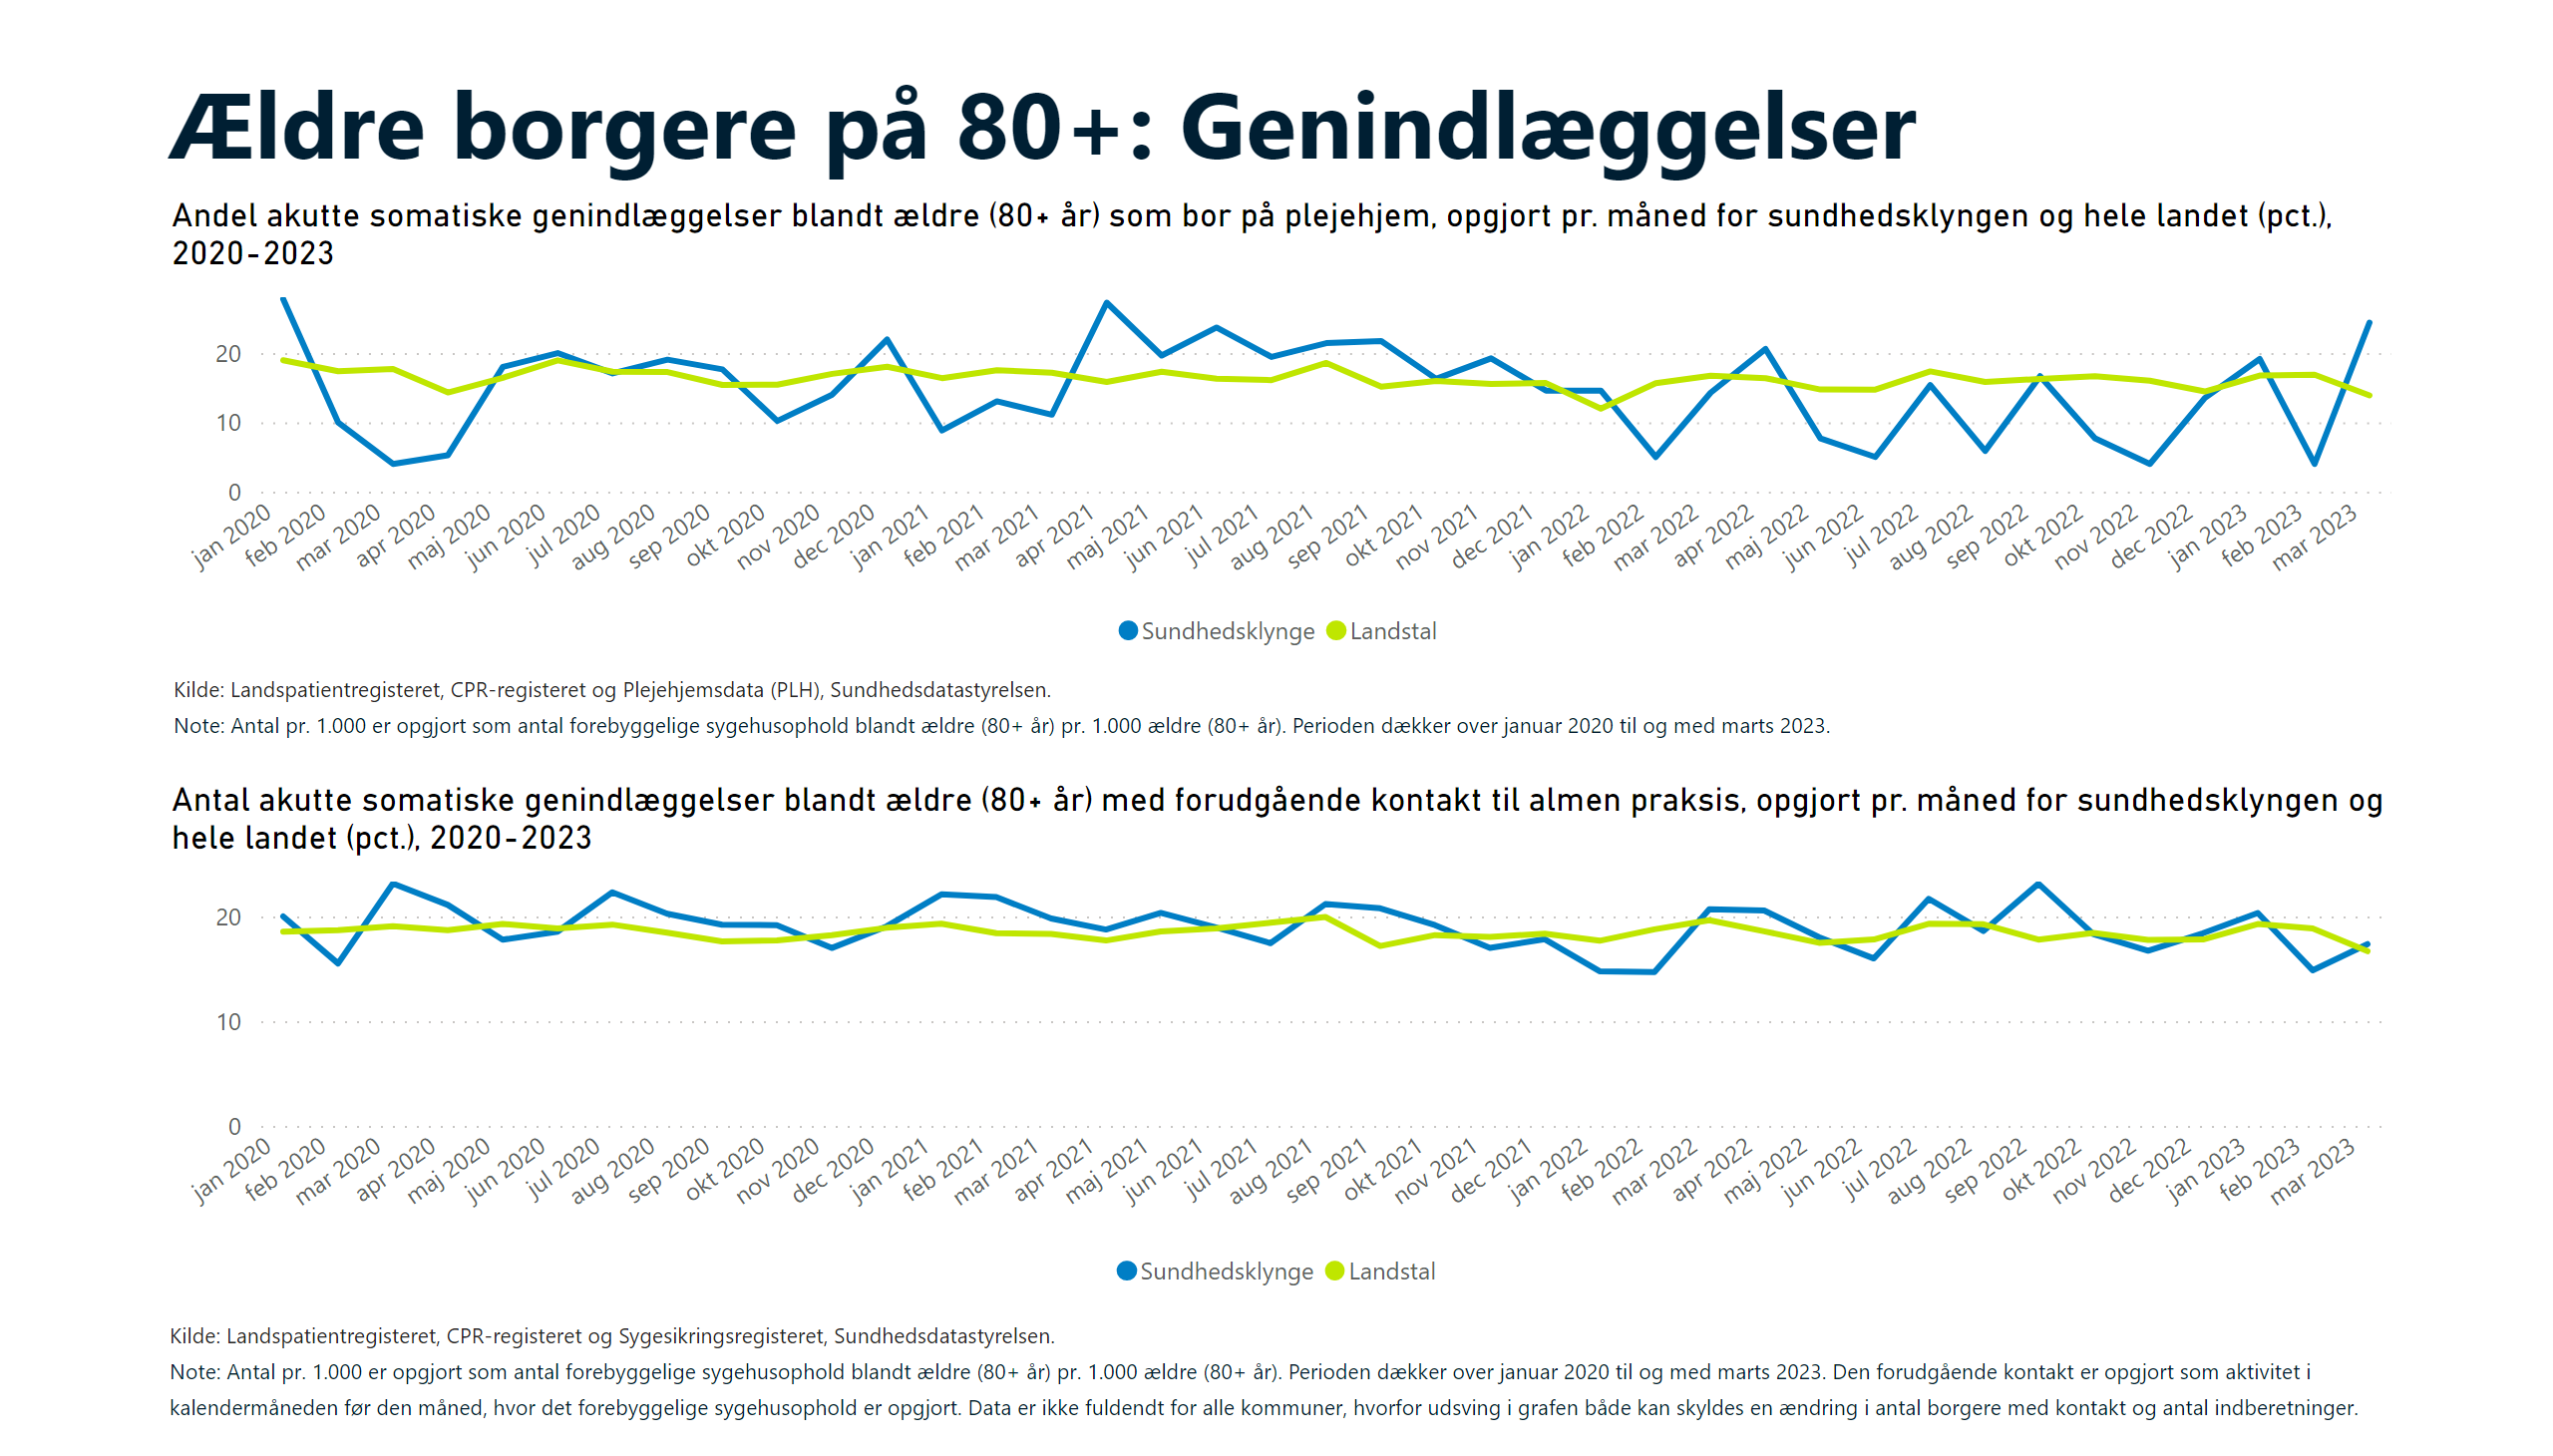 Ældre borgere på 80+: Genindlæggelser
Andel akutte somatiske genindlæggelser blandt ældre (80+ år) som bor på plejehjem, opgjort pr. måned for sundhedsklyngen og hele landet (pct.),
2020-2023
20
10
0
jan 2020
feb 2020
mar 2020
apr 2020
maj 2020
jun 2020
jul 2020
aug 2020
sep 2020
okt 2020
nov 2020
dec 2020
jan 2021
feb 2021
mar 2021
apr 2021
maj 2021
jun 2021
jul 2021
aug 2021
sep 2021
okt 2021
nov 2021
dec 2021
jan 2022
feb 2022
mar 2022
apr 2022
maj 2022
jun 2022
jul 2022
aug 2022
sep 2022
okt 2022
nov 2022
dec 2022
jan 2023
feb 2023
mar 2023
Sundhedsklynge Landstal
Kilde: Landspatientregisteret, CPR-registeret og Plejehjemsdata (PLH), Sundhedsdatastyrelsen.
Note: Antal pr. 1.000 er opgjort som antal forebyggelige sygehusophold blandt ældre (80+ år) pr. 1.000 ældre (80+ år). Perioden dækker over januar 2020 til og med marts 2023.
Antal akutte somatiske genindlæggelser blandt ældre (80+ år) med forudgående kontakt til almen praksis, opgjort pr. måned for sundhedsklyngen og
hele landet (pct.), 2020-2023
20
10
0
jan 2020
feb 2020
mar 2020
apr 2020
maj 2020
jun 2020
jul 2020
aug 2020
sep 2020
okt 2020
nov 2020
dec 2020
jan 2021
feb 2021
mar 2021
apr 2021
maj 2021
jun 2021
jul 2021
aug 2021
sep 2021
okt 2021
nov 2021
dec 2021
jan 2022
feb 2022
mar 2022
apr 2022
maj 2022
jun 2022
jul 2022
aug 2022
sep 2022
okt 2022
nov 2022
dec 2022
jan 2023
feb 2023
mar 2023
Sundhedsklynge Landstal
Kilde: Landspatientregisteret, CPR-registeret og Sygesikringsregisteret, Sundhedsdatastyrelsen.
Note: Antal pr. 1.000 er opgjort som antal forebyggelige sygehusophold blandt ældre (80+ år) pr. 1.000 ældre (80+ år). Perioden dækker over januar 2020 til og med marts 2023. Den forudgående kontakt er opgjort som aktivitet i
kalendermåneden før den måned, hvor det forebyggelige sygehusophold er opgjort. Data er ikke fuldendt for alle kommuner, hvorfor udsving i grafen både kan skyldes en ændring i antal borgere med kontakt og antal indberetninger.